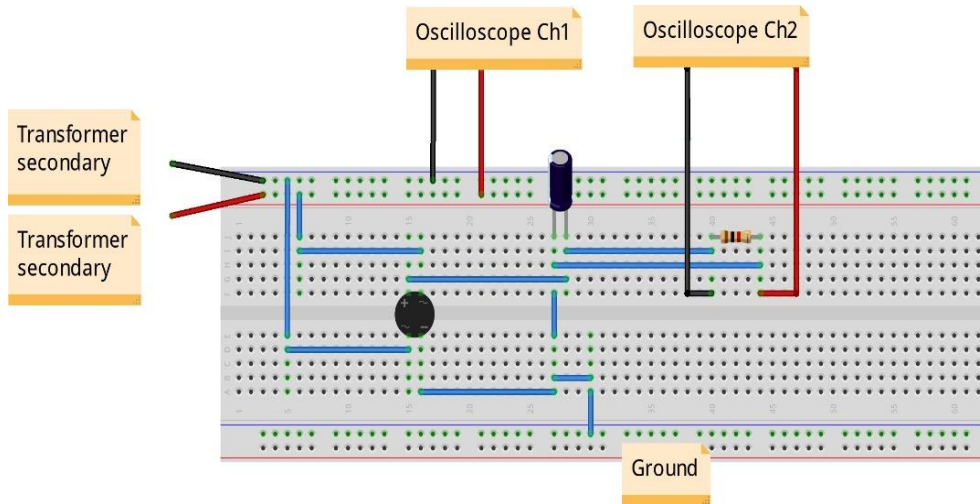 Oscilloscope Ch1
Oscilloscope Ch2
Transformer
secondary
Transformer
secondary
Ground